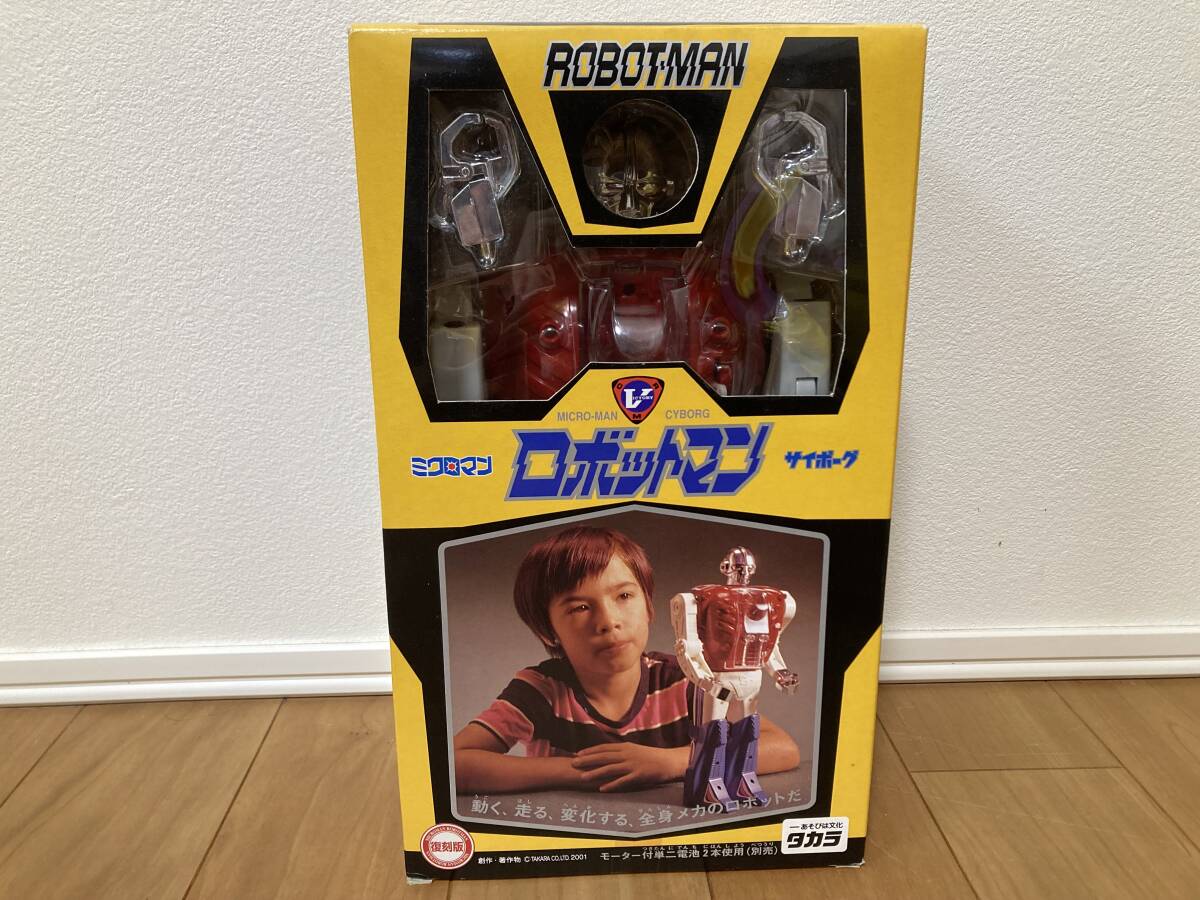 ROBOT-MAN
C R
V
VICTORY
M
MICRO-MAN CYBORG
ミクロマン ロボットマン サイボーグ
動く、走る、変化する、全身メカのロボットだ
復刻版
創作・著作物 © TAKARA CO.,LTD. 2001
モーター付単二電池2本使用(別売)
あそびは文化
タカラ